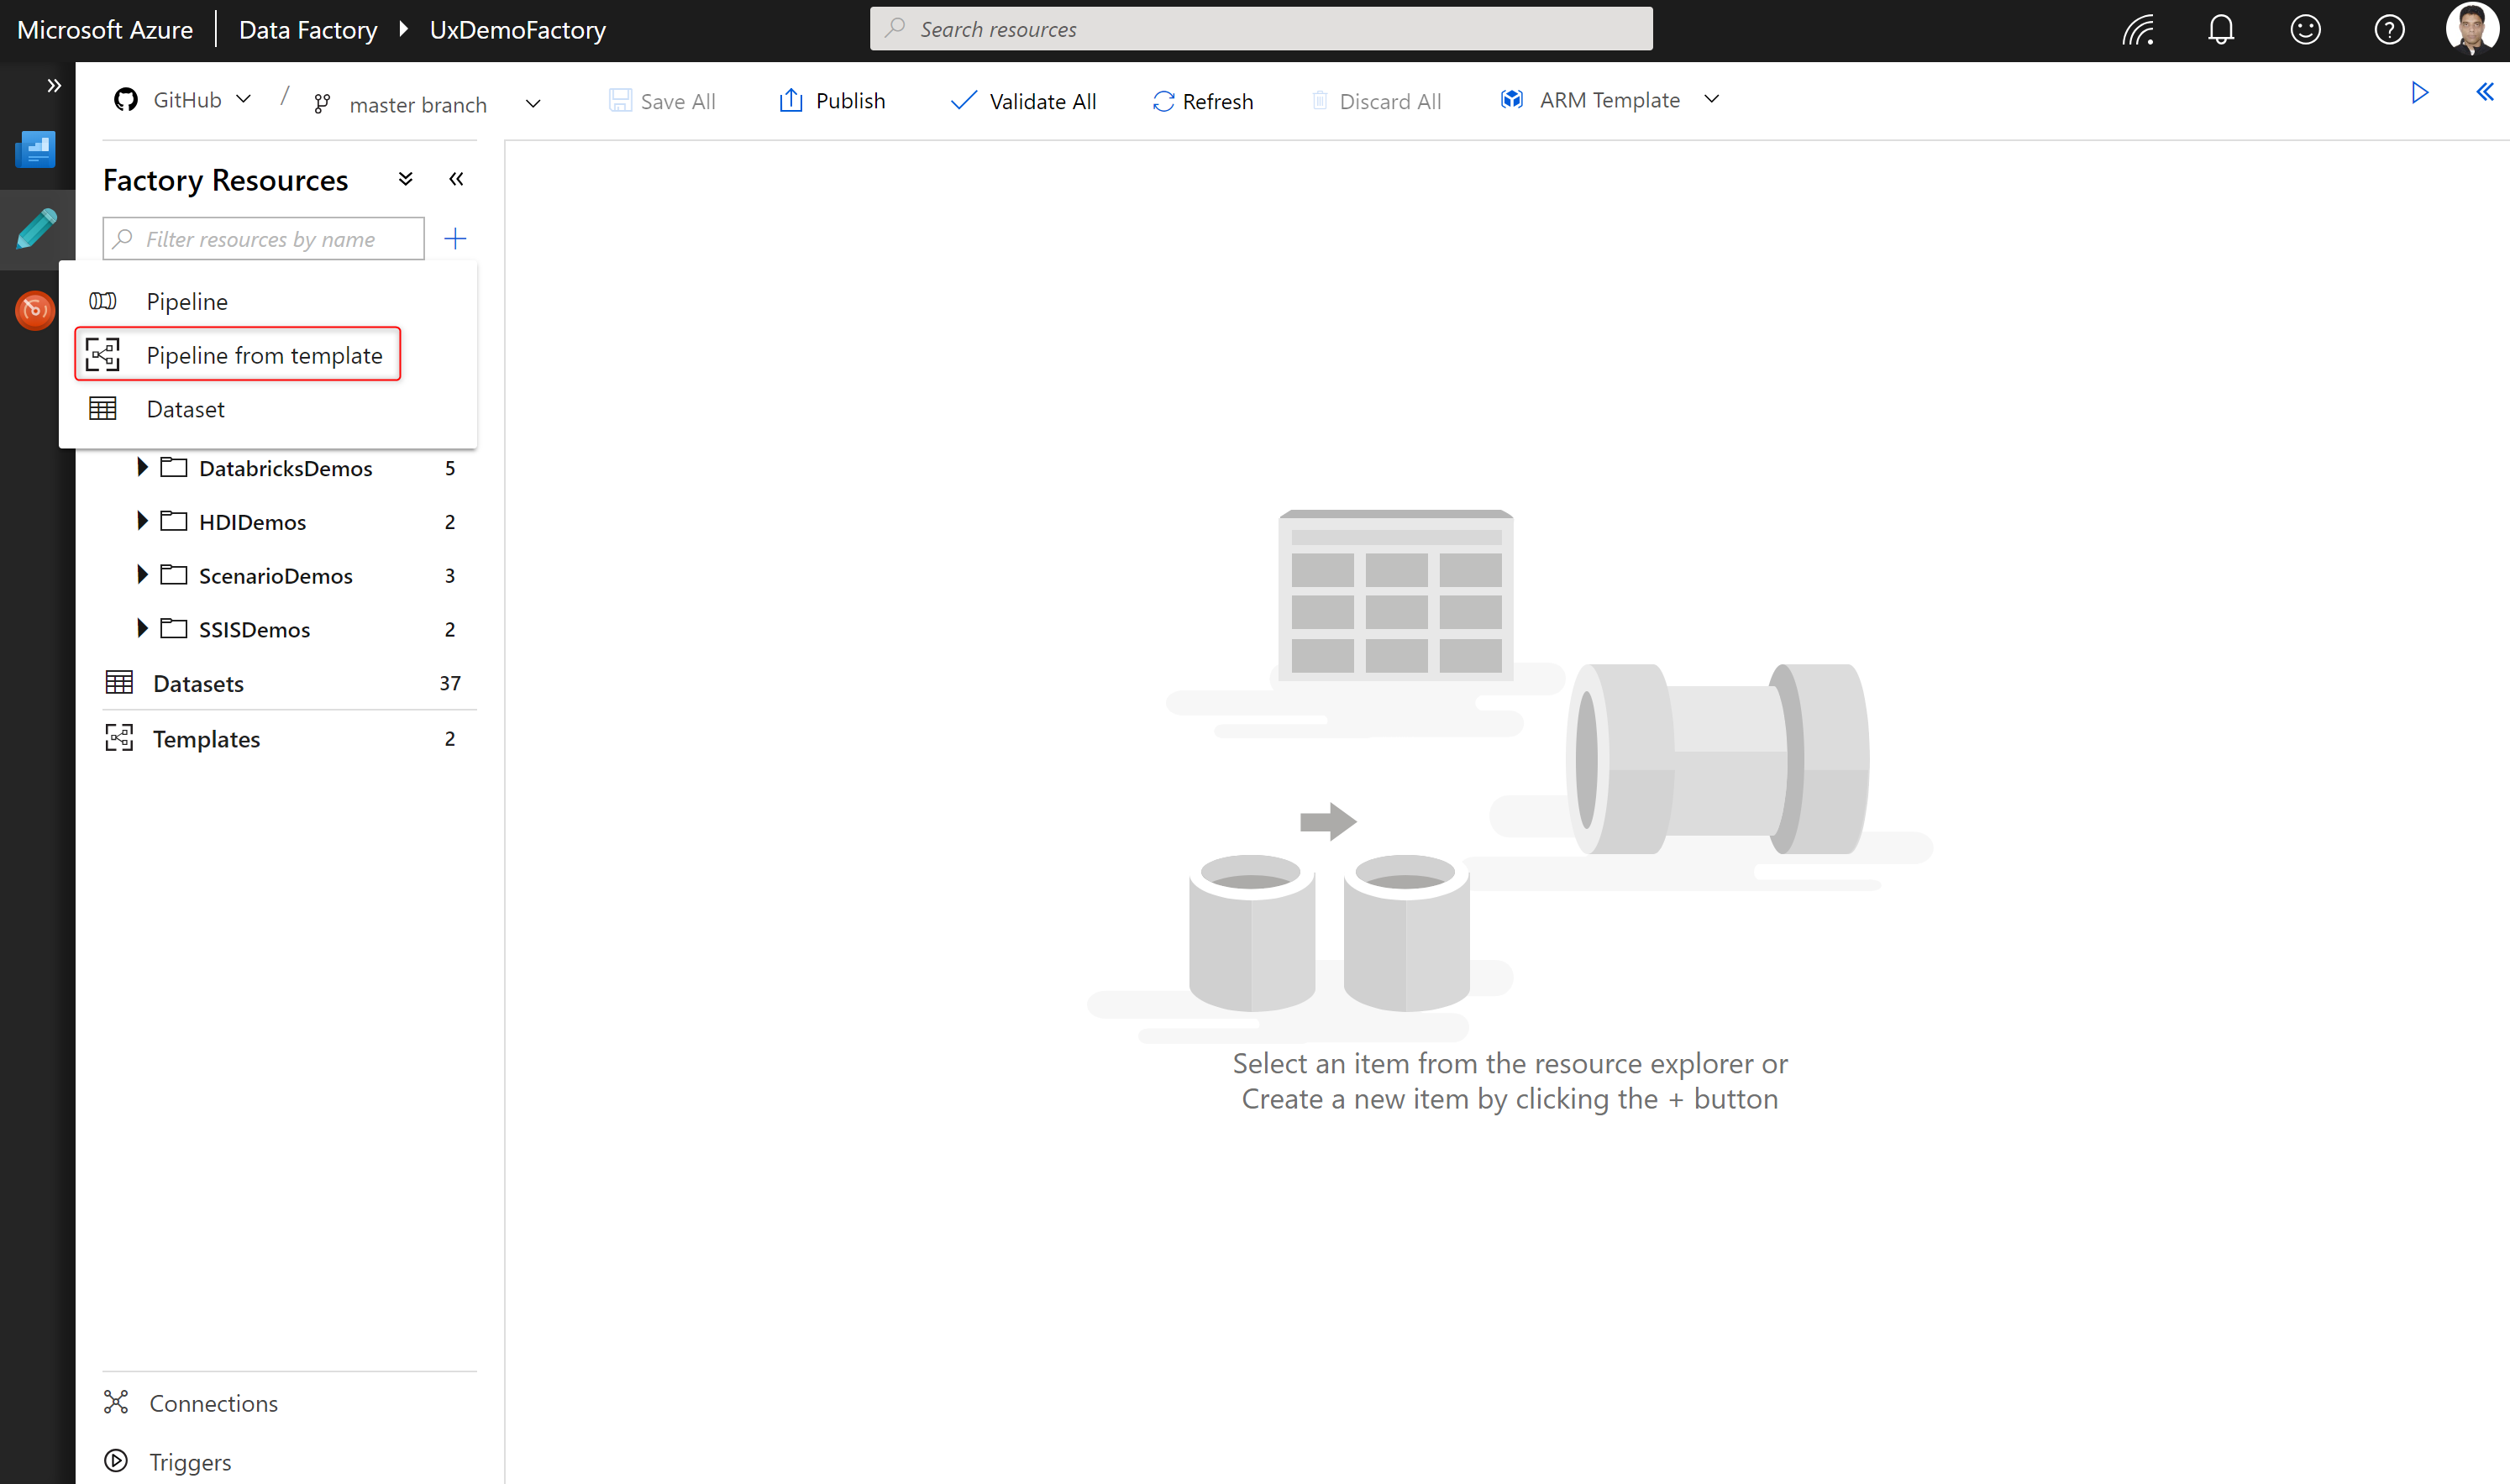 Microsoft Azure
Data Factory
UxDemoFactory
Search resources
GitHub
/
master branch
Save All
Publish
Validate All
Refresh
Discard All
ARM Template
Factory Resources
Filter resources by name
Pipeline
Pipeline from template
Dataset
DatabricksDemos 5
HDIDemos 2
ScenarioDemos 3
SSISDemos 2
Datasets 37
Templates 2
Select an item from the resource explorer or
Create a new item by clicking the + button
Connections
Triggers